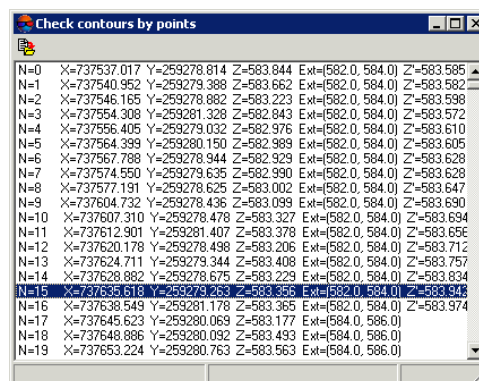 Check contours by points
N=0 X=737537.017 Y=259278.814 Z=583.844 Ext=(582.0, 584.0) Z'=583.585
N=1 X=737540.952 Y=259279.388 Z=583.662 Ext=(582.0, 584.0) Z'=583.582
N=2 X=737546.165 Y=259278.882 Z=583.223 Ext=(582.0, 584.0) Z'=583.598
N=3 X=737554.308 Y=259281.328 Z=582.843 Ext=(582.0, 584.0) Z'=583.572
N=4 X=737556.405 Y=259279.032 Z=582.976 Ext=(582.0, 584.0) Z'=583.610
N=5 X=737564.399 Y=259280.150 Z=582.989 Ext=(582.0, 584.0) Z'=583.605
N=6 X=737567.788 Y=259278.944 Z=582.929 Ext=(582.0, 584.0) Z'=583.628
N=7 X=737574.550 Y=259279.635 Z=582.990 Ext=(582.0, 584.0) Z'=583.628
N=8 X=737577.191 Y=259278.625 Z=583.002 Ext=(582.0, 584.0) Z'=583.647
N=9 X=737604.732 Y=259278.436 Z=583.099 Ext=(582.0, 584.0) Z'=583.690
N=10 X=737607.310 Y=259278.478 Z=583.327 Ext=(582.0, 584.0) Z'=583.694
N=11 X=737612.901 Y=259281.407 Z=583.378 Ext=(582.0, 584.0) Z'=583.656
N=12 X=737620.178 Y=259278.498 Z=583.206 Ext=(582.0, 584.0) Z'=583.712
N=13 X=737624.711 Y=259279.344 Z=583.408 Ext=(582.0, 584.0) Z'=583.757
N=14 X=737628.882 Y=259278.675 Z=583.229 Ext=(582.0, 584.0) Z'=583.834
N=15 X=737635.618 Y=259279.263 Z=583.356 Ext=(582.0, 584.0) Z'=583.942
N=16 X=737638.549 Y=259281.178 Z=583.365 Ext=(582.0, 584.0) Z'=583.974
N=17 X=737645.623 Y=259280.069 Z=583.177 Ext=(584.0, 586.0)
N=18 X=737648.886 Y=259280.092 Z=583.493 Ext=(584.0, 586.0)
N=19 X=737653.224 Y=259280.763 Z=583.563 Ext=(584.0, 586.0)